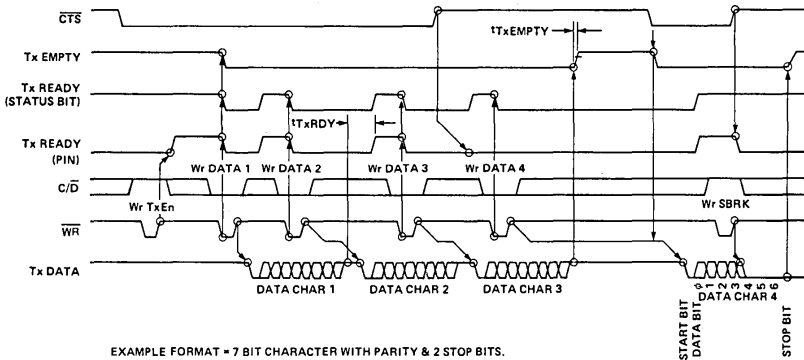 CTS
tTxEMPTY
Tx EMPTY
Tx READY
(STATUS BIT)
tTxRDY
Tx READY
(PIN)
Wr DATA 1
Wr DATA 2
Wr DATA 3
Wr DATA 4
C/D
Wr TxEn
Wr SBRK
WR
Tx DATA
DATA CHAR 1
DATA CHAR 2
DATA CHAR 3
DATA CHAR 4
START BIT
DATA BIT
φ
1
2
3
4
5
6
STOP BIT
EXAMPLE FORMAT = 7 BIT CHARACTER WITH PARITY & 2 STOP BITS.